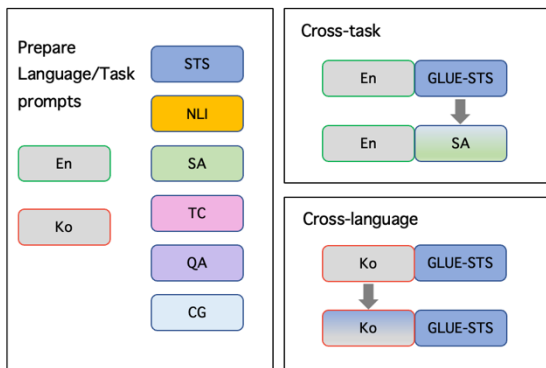 Prepare
Language/Task
prompts
En
Ko
STS
NLI
SA
TC
QA
CG
Cross-task
En GLUE-STS
En SA
Cross-language
Ko GLUE-STS
Ko GLUE-STS